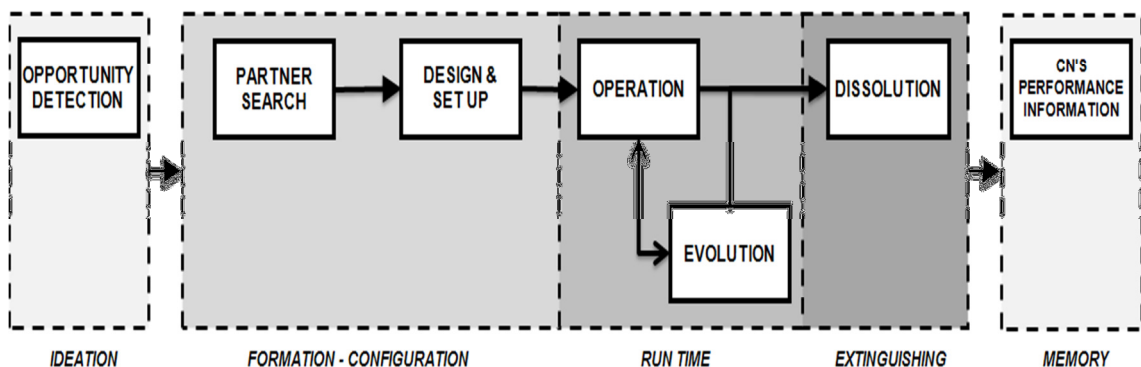 OPPORTUNITY
DETECTION
PARTNER
SEARCH
DESIGN &
SET UP
OPERATION
EVOLUTION
DISSOLUTION
CN'S
PERFORMANCE
INFORMATION
IDEATION
FORMATION - CONFIGURATION
RUN TIME
EXTINGUISHING
MEMORY